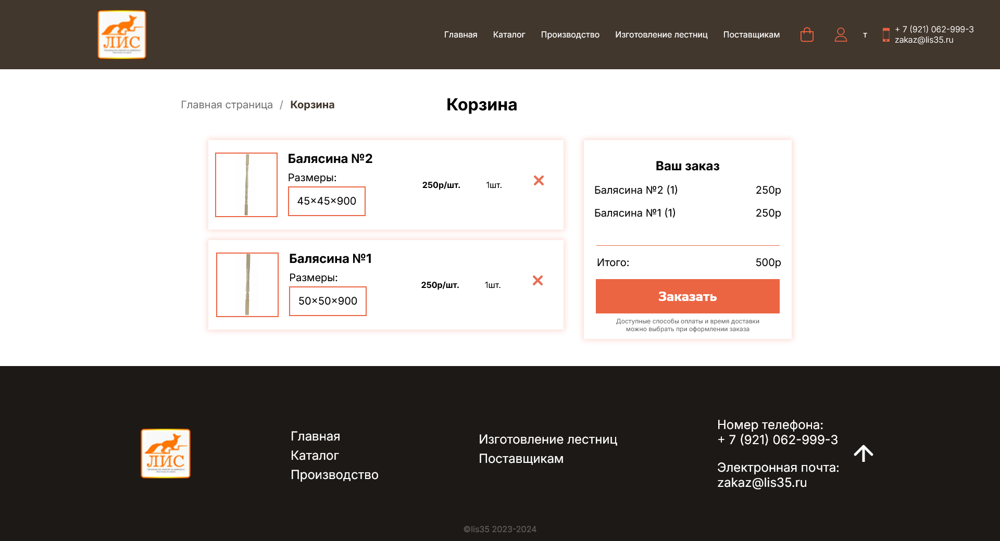 ЛИС
Главная
Каталог
Производство
Изготовление лестниц
Поставщикам
т
+ 7 (921) 062-999-3
zakaz@lis35.ru
Главная страница / Корзина
Корзина
Балясина №2
Размеры:
45×45×900
250р/шт.
1шт.
Балясина №1
Размеры:
50×50×900
250р/шт.
1шт.
Ваш заказ
Балясина №2 (1) 250р
Балясина №1 (1) 250р
Итого: 500р
Заказать
Доступные способы оплаты и время доставки
можно выбрать при оформлении заказа
ЛИС
Главная
Каталог
Производство
Изготовление лестниц
Поставщикам
Номер телефона:
+ 7 (921) 062-999-3
Электронная почта:
zakaz@lis35.ru
©lis35 2023-2024